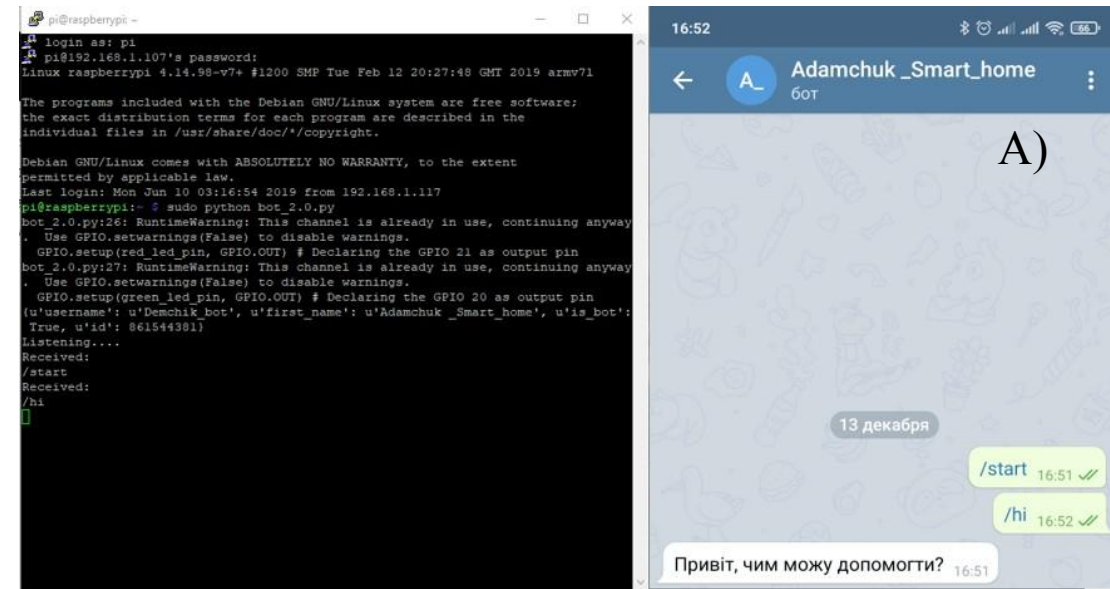 pi@raspberrypi: ~
login as: pi
pi@192.168.1.107's password:
Linux raspberrypi 4.14.98-v7+ #1200 SMP Tue Feb 12 20:27:48 GMT 2019 armv7l
The programs included with the Debian GNU/Linux system are free software;
the exact distribution terms for each program are described in the
individual files in /usr/share/doc/*/copyright.
Debian GNU/Linux comes with ABSOLUTELY NO WARRANTY, to the extent
permitted by applicable law.
Last login: Mon Jun 10 03:16:54 2019 from 192.168.1.117
pi@raspberrypi:~ $ sudo python bot_2.0.py
bot_2.0.py:26: RuntimeWarning: This channel is already in use, continuing anyway
. Use GPIO.setwarnings(False) to disable warnings.
GPIO.setup(red_led_pin, GPIO.OUT) # Declaring the GPIO 21 as output pin
bot_2.0.py:27: RuntimeWarning: This channel is already in use, continuing anyway
. Use GPIO.setwarnings(False) to disable warnings.
GPIO.setup(green_led_pin, GPIO.OUT) # Declaring the GPIO 20 as output pin
{u'username': u'Demchik_bot', u'first_name': u'Adamchuk _Smart_home', u'is_bot':
True, u'id': 861544381}
Listening....
Received:
/start
Received:
/hi
16:52
66
A_
Adamchuk _Smart_home
бот
A)
13 декабря
/start 16:51
/hi 16:52
Привіт, чим можу допомогти? 16:51